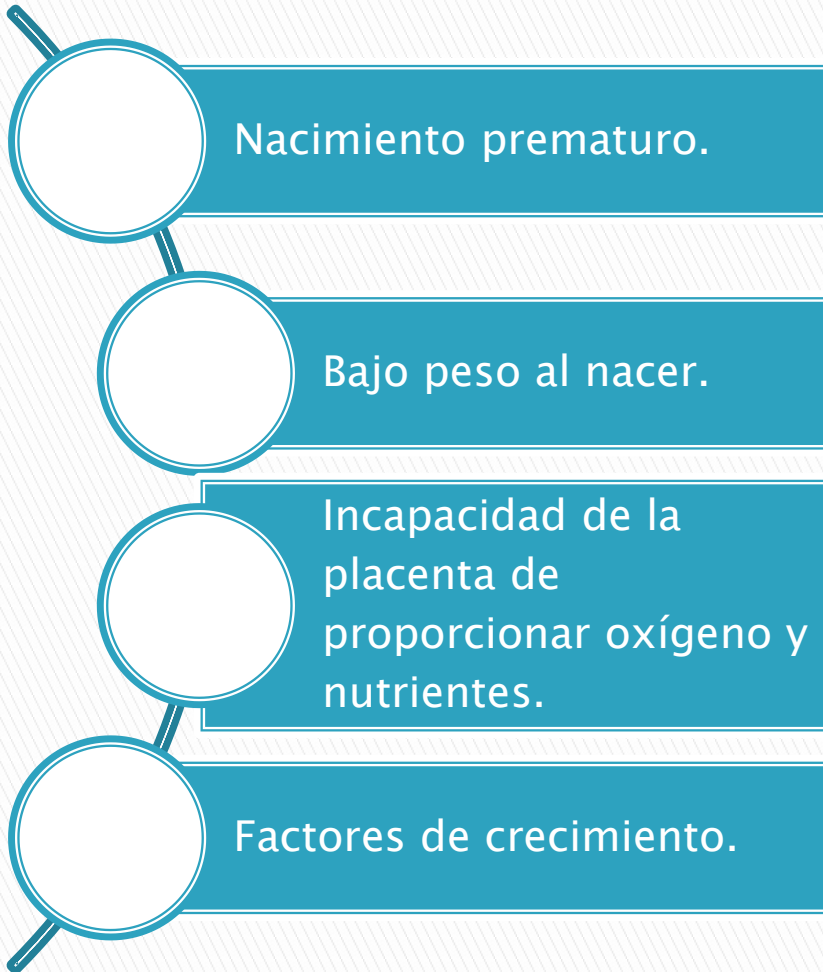 Nacimiento prematuro.
Bajo peso al nacer.
Incapacidad de la
placenta de
proporcionar oxígeno y
nutrientes.
Factores de crecimiento.